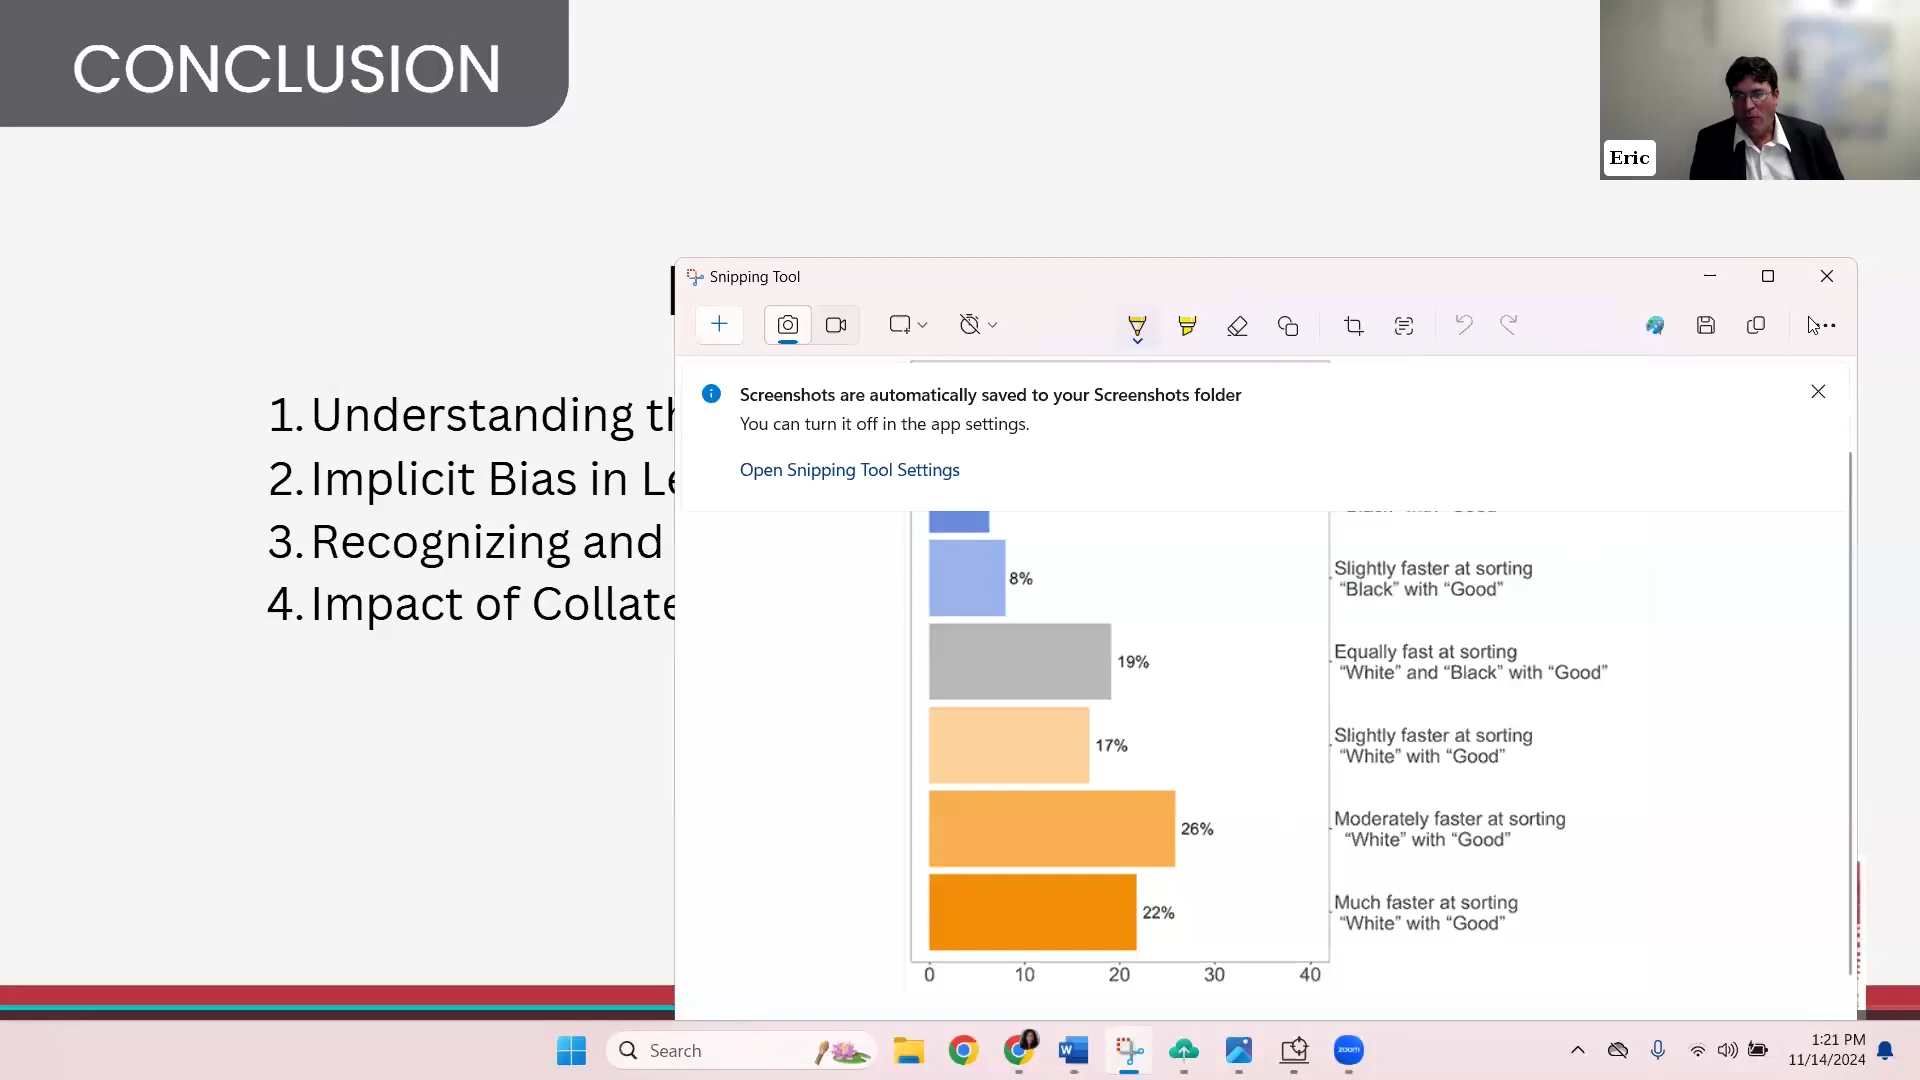 CONCLUSION
Eric
1. Understanding
2. Implicit Bias in
3. Recognizing and
4. Impact of
Snipping Tool
Screenshots are automatically saved to your Screenshots folder
You can turn it off in the app settings.
Open Snipping Tool Settings
8%
Slightly faster at sorting
"Black" with "Good"
19%
Equally fast at sorting
"White" and "Black" with "Good"
17%
Slightly faster at sorting
"White" with "Good"
26%
Moderately faster at sorting
"White" with "Good"
22%
Much faster at sorting
"White" with "Good"
0 10 20 30 40
Search
zoom
1:21 PM
11/14/2024